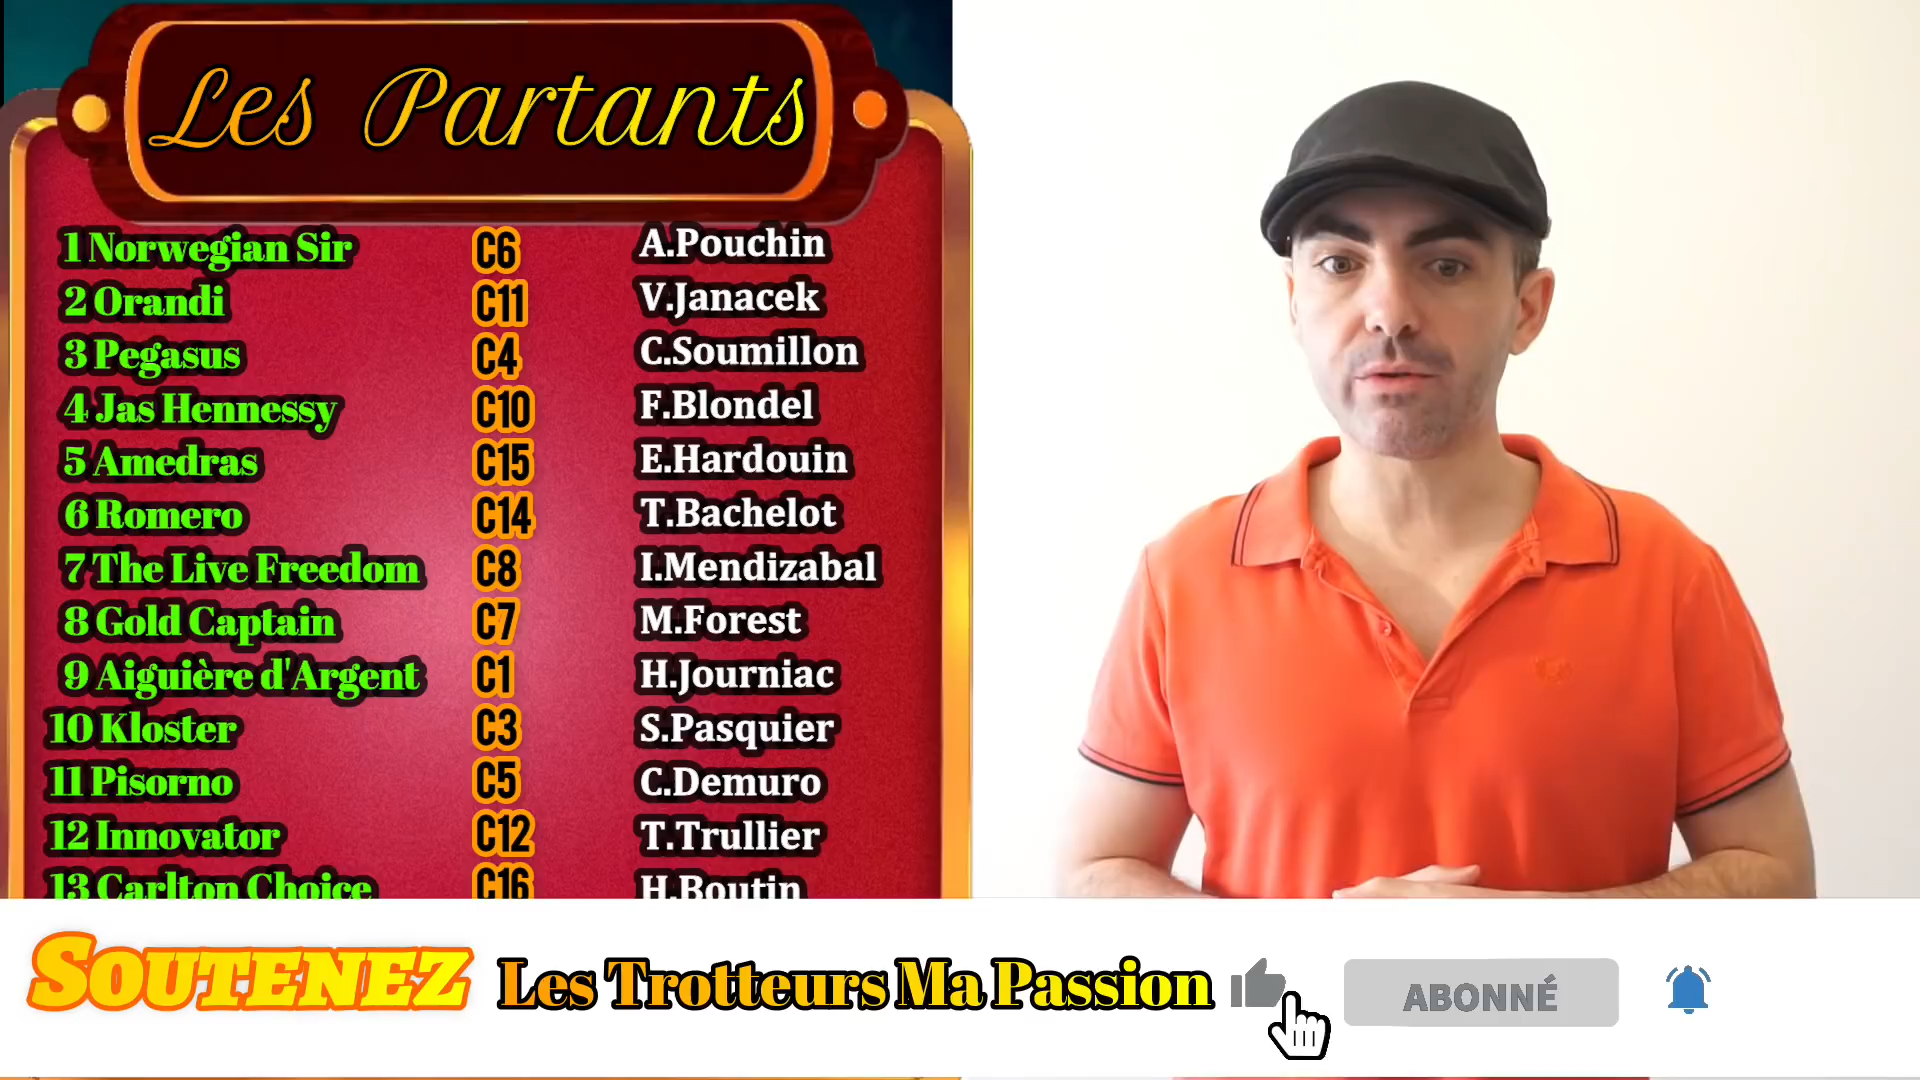 Les Partants
1 Norwegian Sir C6 A.Pouchin
2 Orandi C11 V.Janacek
3 Pegasus C4 C.Soumillon
4 Jas Hennessy C10 F.Blondel
5 Amedras C15 E.Hardouin
6 Romero C14 T.Bachelot
7 The Live Freedom C8 I.Mendizabal
8 Gold Captain C7 M.Forest
9 Aiguière d'Argent C1 H.Journiac
10 Kloster C3 S.Pasquier
11 Pisorno C5 C.Demuro
12 Innovator C12 T.Trullier
13 Carlton Choice C16 H.Boutin
SOUTENEZ Les Trotteurs Ma Passion ABONNÉ